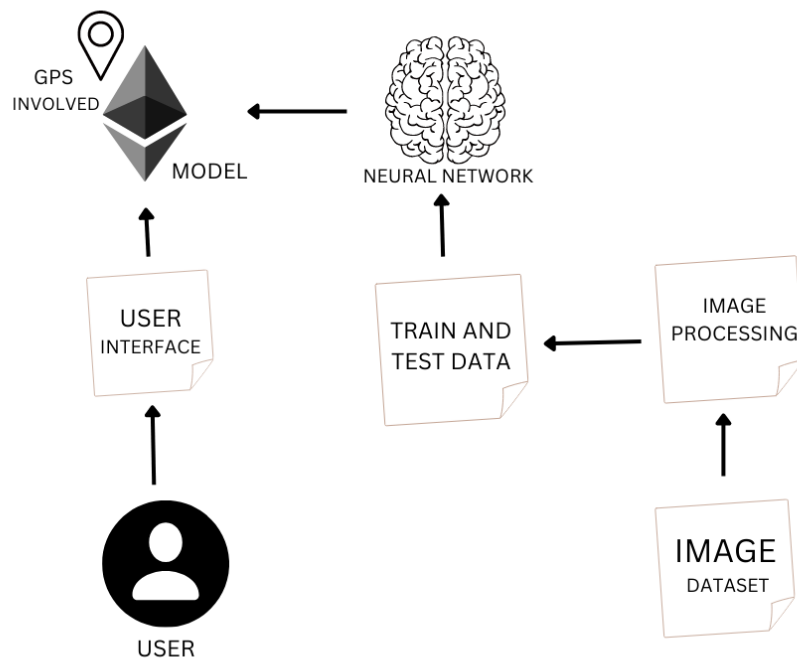 GPS
INVOLVED
MODEL
NEURAL NETWORK
USER
INTERFACE
TRAIN AND
TEST DATA
IMAGE
PROCESSING
IMAGE
DATASET
USER